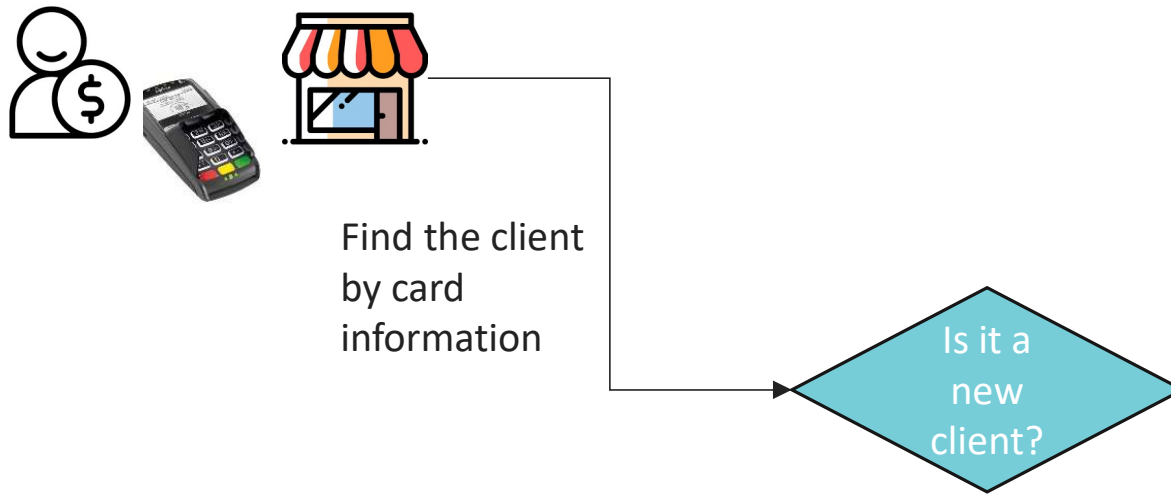 $
Find the client
by card
information
Is it a
new
client?